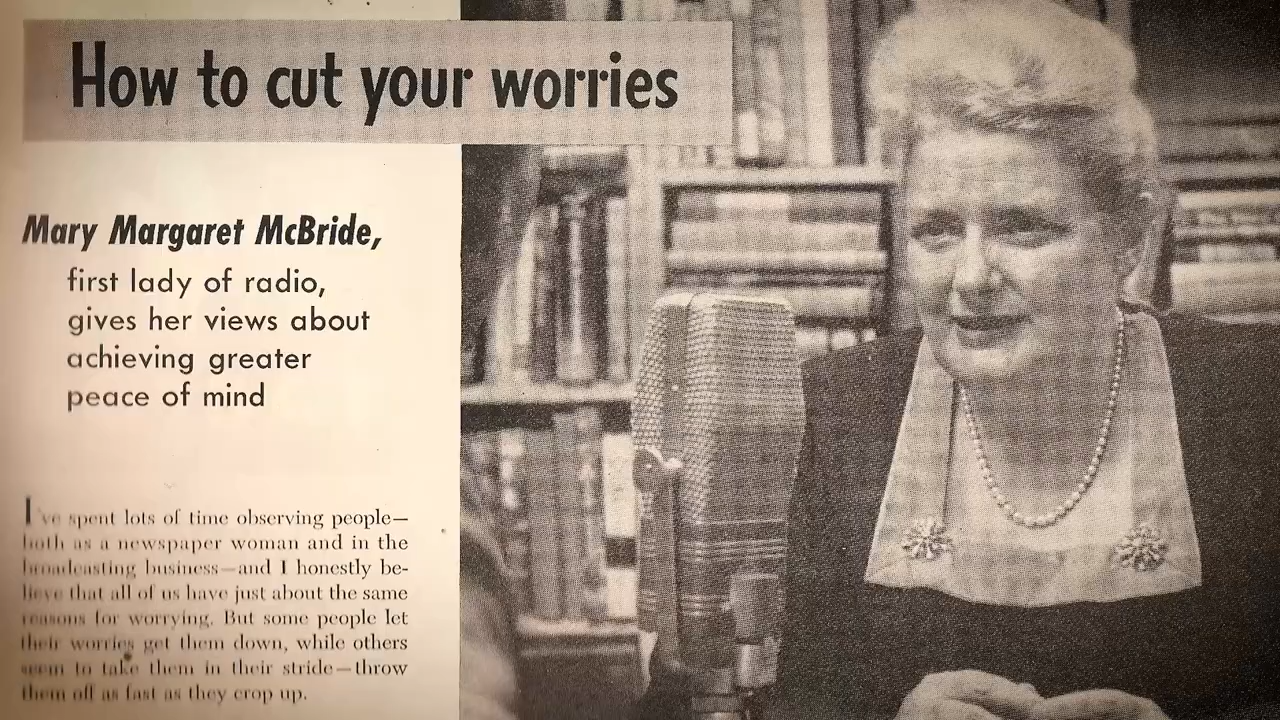 How to cut your worries
Mary Margaret McBride,
first lady of radio,
gives her views about
achieving greater
peace of mind
I've spent lots of time observing people—
both as a newspaper woman and in the
broadcasting business—and I honestly be-
lieve that all of us have just about the same
reasons for worrying. But some people let
their worries get them down, while others
seem to take them in their stride—throw
them off as fast as they crop up.